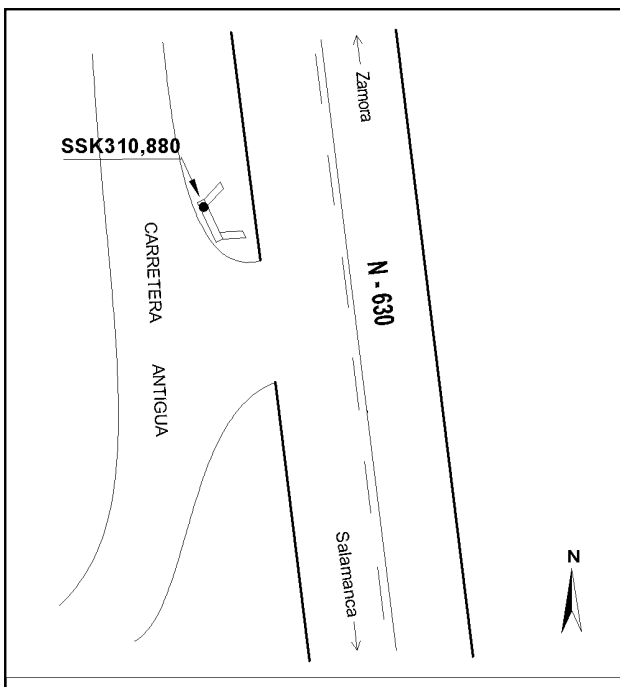 Zamora
SSK310,880
CARRETERA ANTIGUA
N - 630
Salamanca
N